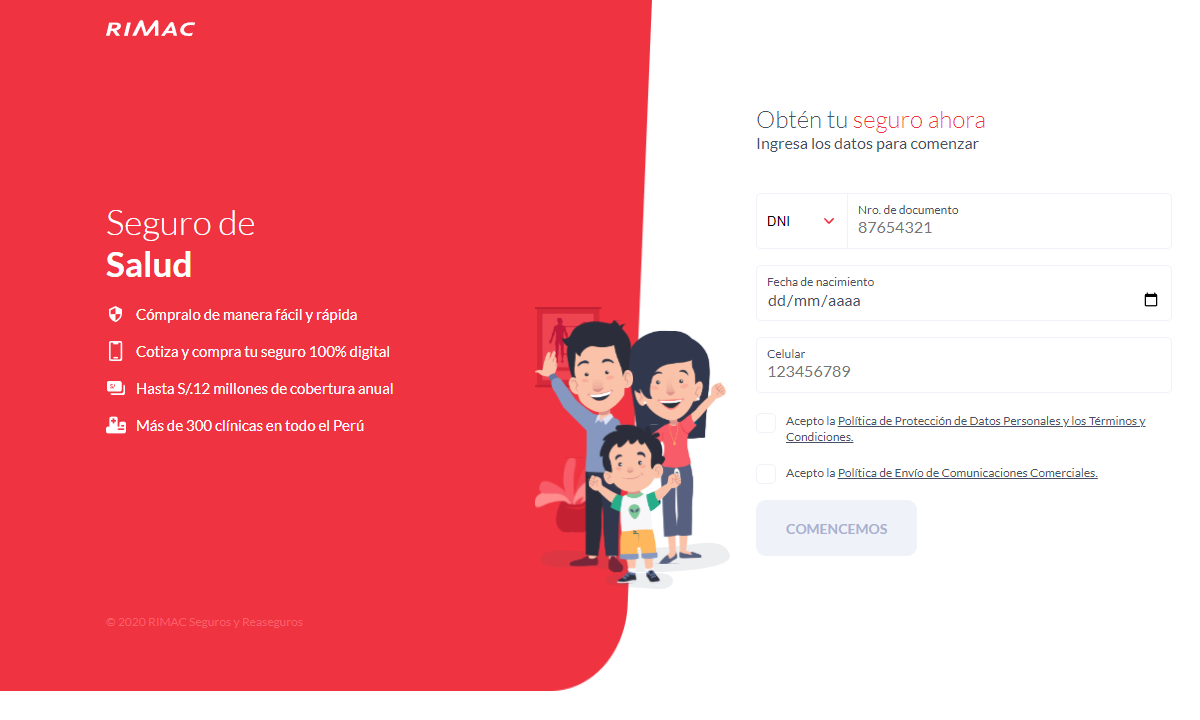 RIMAC
Seguro de
Salud
Cómpralo de manera fácil y rápida
Cotiza y compra tu seguro 100% digital
S/
Hasta S/.12 millones de cobertura anual
Más de 300 clínicas en todo el Perú
© 2020 RIMAC Seguros y Reaseguros
Obtén tu seguro ahora
Ingresa los datos para comenzar
DNI
Nro. de documento
87654321
Fecha de nacimiento
dd/mm/aaaa
Celular
123456789
Acepto la Política de Protección de Datos Personales y los Términos y
Condiciones.
Acepto la Política de Envío de Comunicaciones Comerciales.
COMENCEMOS